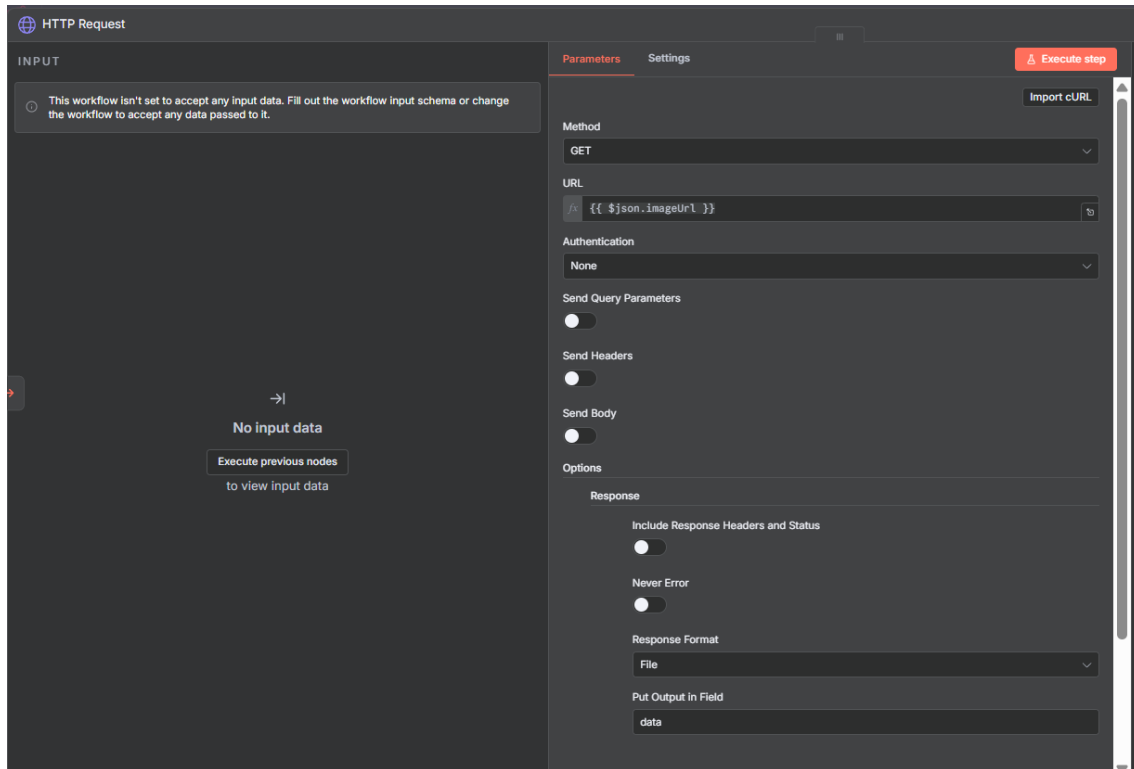 HTTP Request
INPUT
This workflow isn't set to accept any input data. Fill out the workflow input schema or change
the workflow to accept any data passed to it.
No input data
Execute previous nodes
to view input data
Parameters
Settings
Execute step
Import cURL
Method
GET
URL
fx {{ $json.imageUrl }}
Authentication
None
Send Query Parameters
Send Headers
Send Body
Options
Response
Include Response Headers and Status
Never Error
Response Format
File
Put Output in Field
data